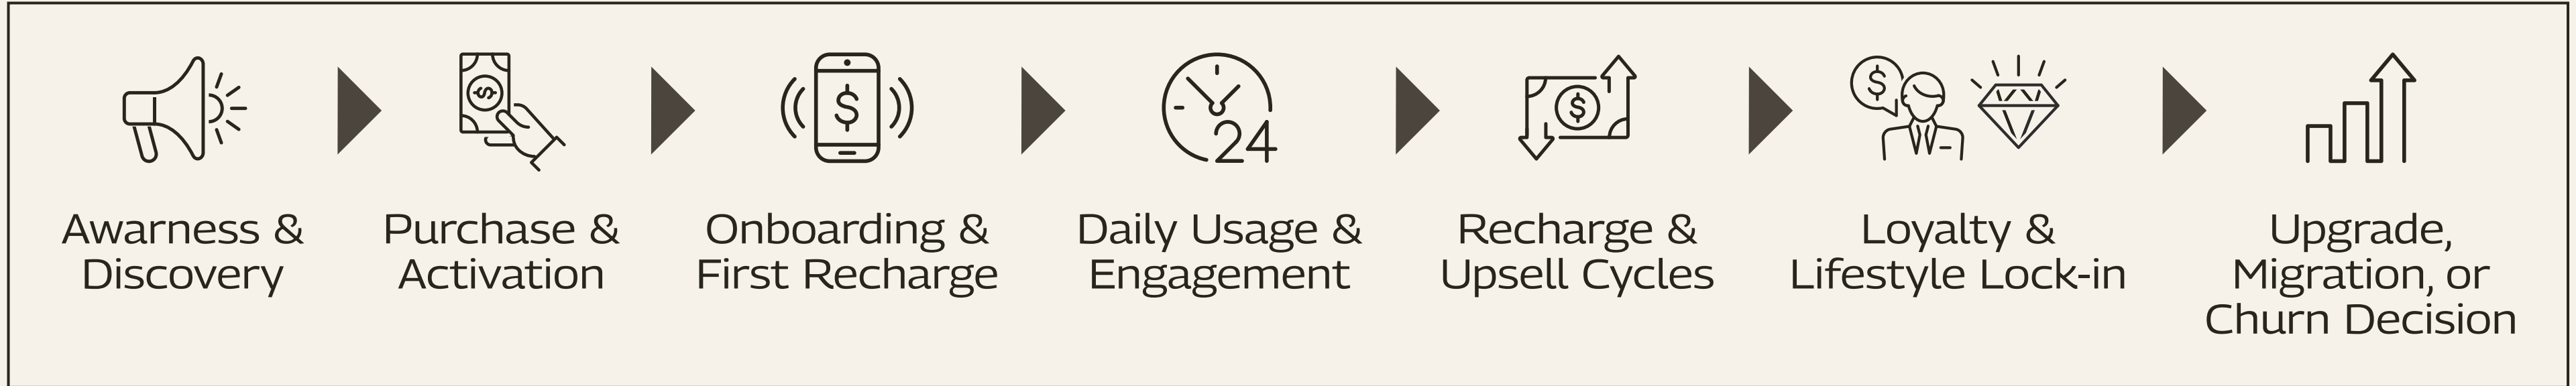 24
Awarness &
Discovery
Purchase &
Activation
Onboarding &
First Recharge
Daily Usage &
Engagement
Recharge &
Upsell Cycles
Loyalty &
Lifestyle Lock-in
Upgrade,
Migration, or
Churn Decision